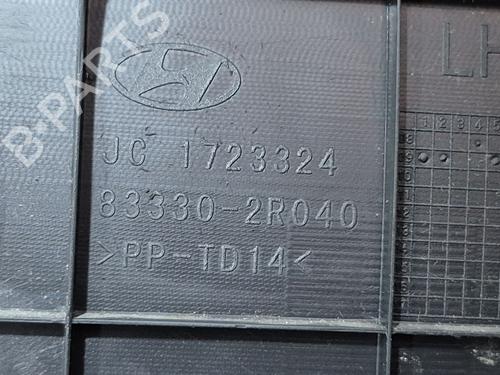 B-PARTS
LH
JC 1723324
83330-2R040
>PP-TD14<